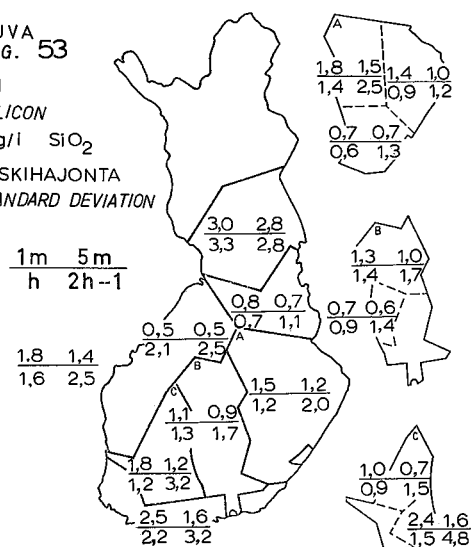 UVA
G. 53
LICON
g/l SiO2
SKIHAJONTA
ANDARD DEVIATION
1m 5m
h 2h-1
1.8 1.4
1.6 2.5
3,0 2,8
3,3 2,8
0,8 0,7
0,7 1,1
0,5 0,5
2,1 2,5
A
B
C
1,5 1,2
1,2 2,0
1,1 0,9
1,3 1,7
1,8 1,2
1,2 3,2
2,5 1,6
2,2 3,2
A
1,8 1,5
1,4 2,5
1,4 1,0
0,9 1,2
0,7 0,7
0,6 1,3
B
1,3 1,0
1,4 1,7
0,7 0,6
0,9 1,4
C
1,0 0,7
0,9 1,5
2,4 1,6
1,5 4,8